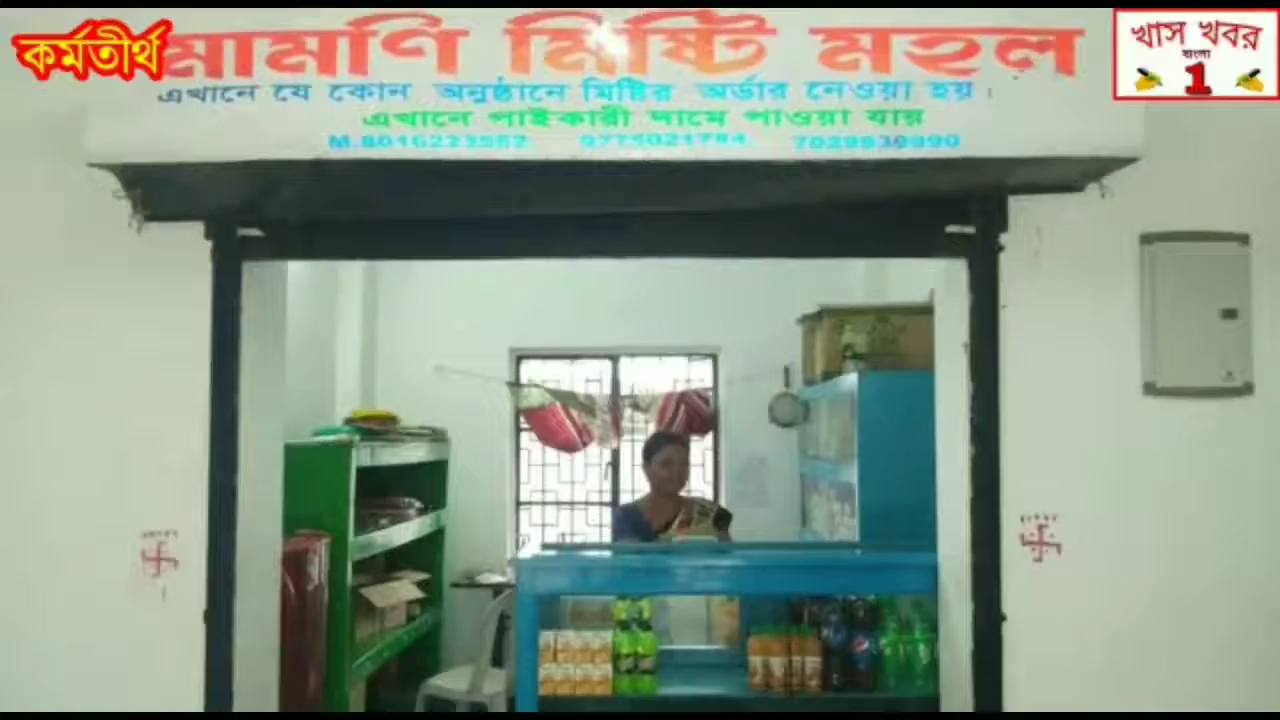 কর্মতীর্থ
মামণি মিষ্টি মহল
এখানে যে কোন অনুষ্ঠানে মিষ্টির অর্ডার নেওয়া হয়।
এখানে পাইকারী দামে পাওয়া যায়
খাস খবর
বাংলা
1